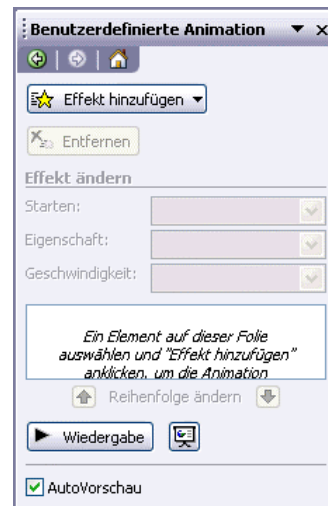 Benutzerdefinierte Animation
Effekt hinzufügen
Entfernen
Effekt ändern
Starten:
Eigenschaft:
Geschwindigkeit:
Ein Element auf dieser Folie
auswählen und "Effekt hinzufügen"
anklicken, um die Animation
Reihenfolge ändern
Wiedergabe
AutoVorschau